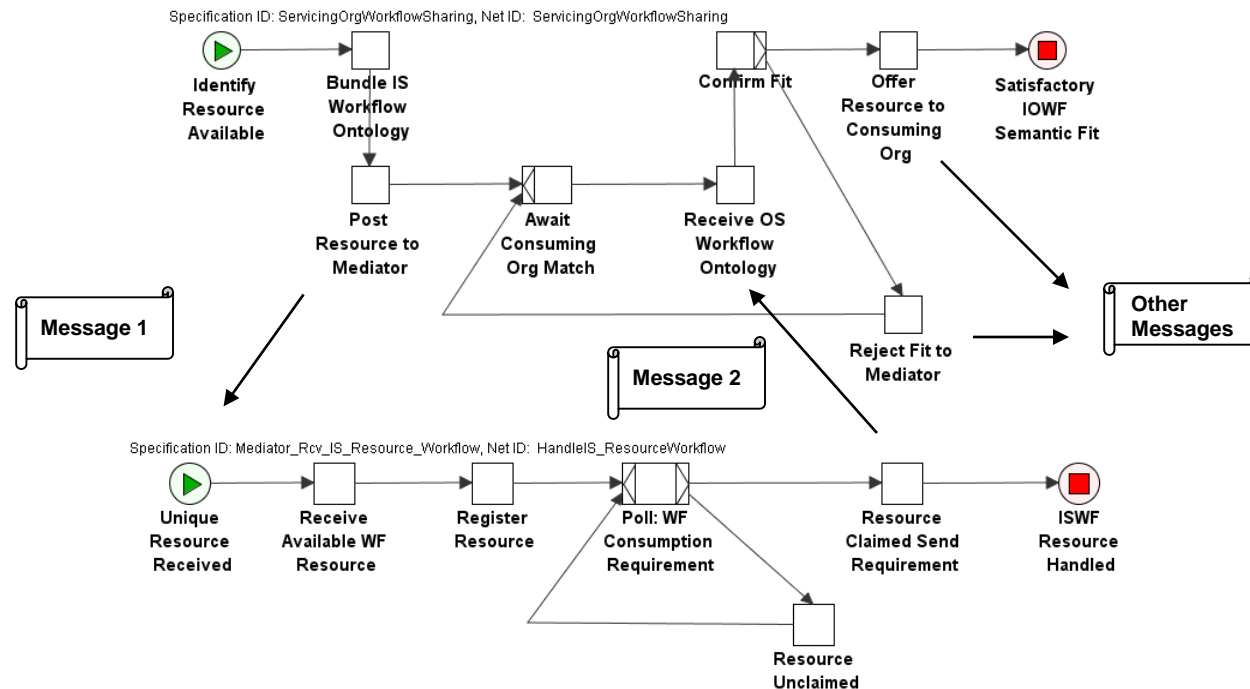 Specification ID: ServicingOrgWorkflowSharing, Net ID: ServicingOrgWorkflowSharing
Identify
Resource
Available
Bundle IS
Workflow
Ontology
Confirm Fit
Offer
Resource to
Consuming
Org
Satisfactory
IOWF
Semantic Fit
Post
Resource to
Mediator
Await
Consuming
Org Match
Receive OS
Workflow
Ontology
Reject Fit to
Mediator
Message 1
Message 2
Other
Messages
Specification ID: Mediator_Rcv_IS_Resource_Workflow, Net ID: HandleIS_ResourceWorkflow
Unique
Resource
Received
Receive
Available WF
Resource
Register
Resource
Poll: WF
Consumption
Requirement
Resource
Claimed Send
Requirement
ISWF
Resource
Handled
Resource
Unclaimed